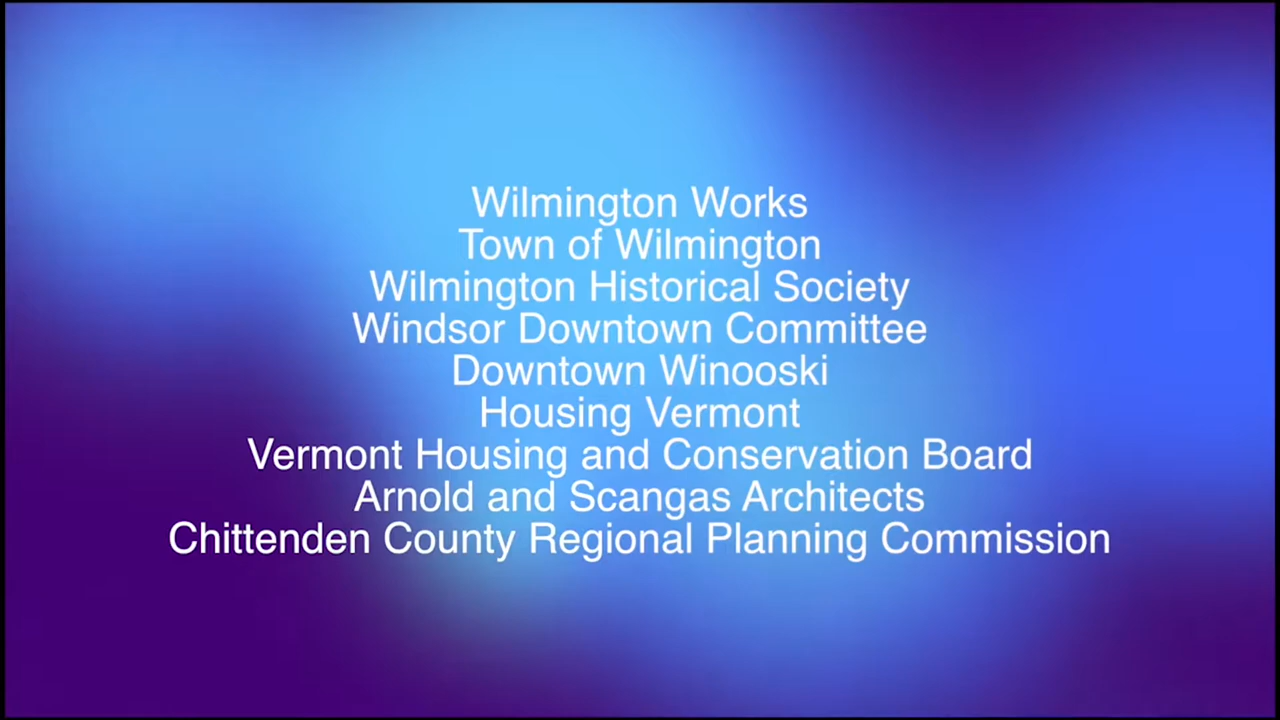 Wilmington Works
Town of Wilmington
Wilmington Historical Society
Windsor Downtown Committee
Downtown Winooski
Housing Vermont
Vermont Housing and Conservation Board
Arnold and Scangas Architects
Chittenden County Regional Planning Commission